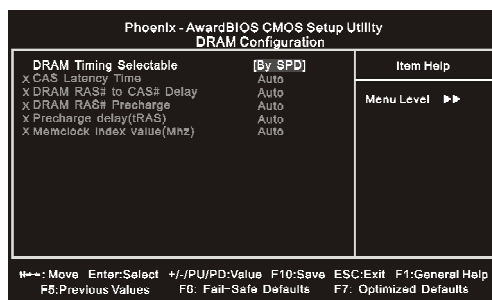 Phoenix - AwardBIOS CMOS Setup Utility
DRAM Configuration
DRAM Timing Selectable [By SPD]
x CAS Latency Time Auto
x DRAM RAS# to CAS# Delay Auto
x DRAM RAS# Precharge Auto
x Precharge delay(tRAS) Auto
x Memclock index value(Mhz) Auto
Item Help
Menu Level ▶▶
: Move Enter:Select +/-/PU/PD:Value F10:Save ESC:Exit F1:General Help
F5:Previous Values F6: Fail-Safe Defaults F7: Optimized Defaults